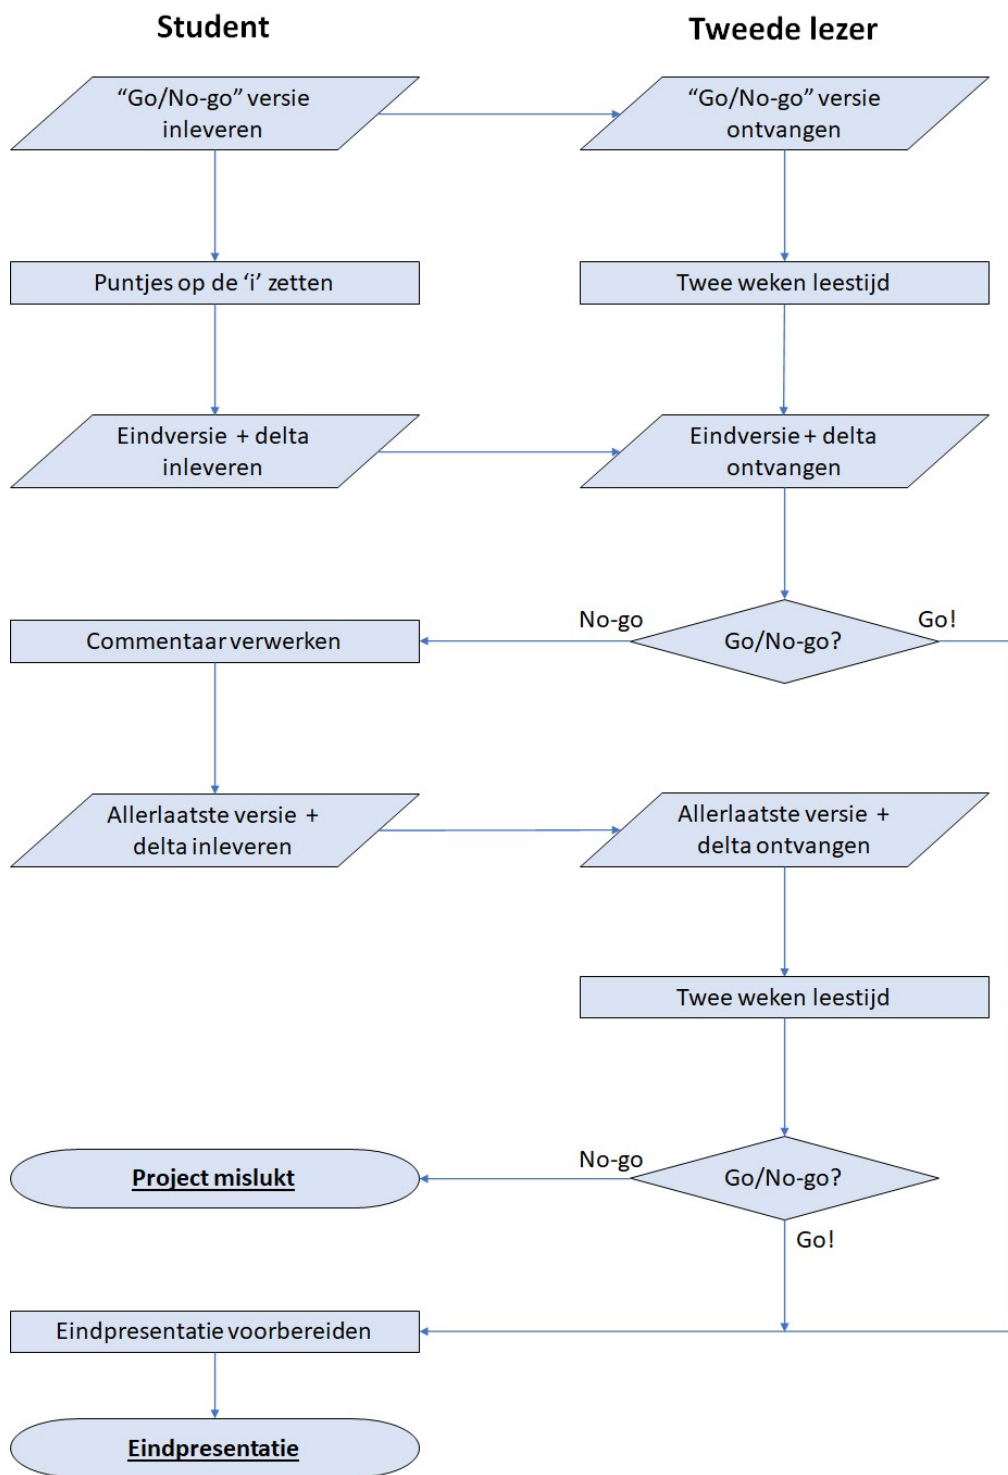 Student
Tweede lezer
“Go/No-go” versie
inleveren
“Go/No-go” versie
ontvangen
Puntjes op de ‘i’ zetten
Twee weken leestijd
Eindversie + delta
inleveren
Eindversie + delta
ontvangen
No-go
Go!
Commentaar verwerken
Go/No-go?
Allerlaatste versie +
delta inleveren
Allerlaatste versie +
delta ontvangen
Twee weken leestijd
No-go
Project mislukt
Go/No-go?
Go!
Eindpresentatie voorbereiden
Eindpresentatie